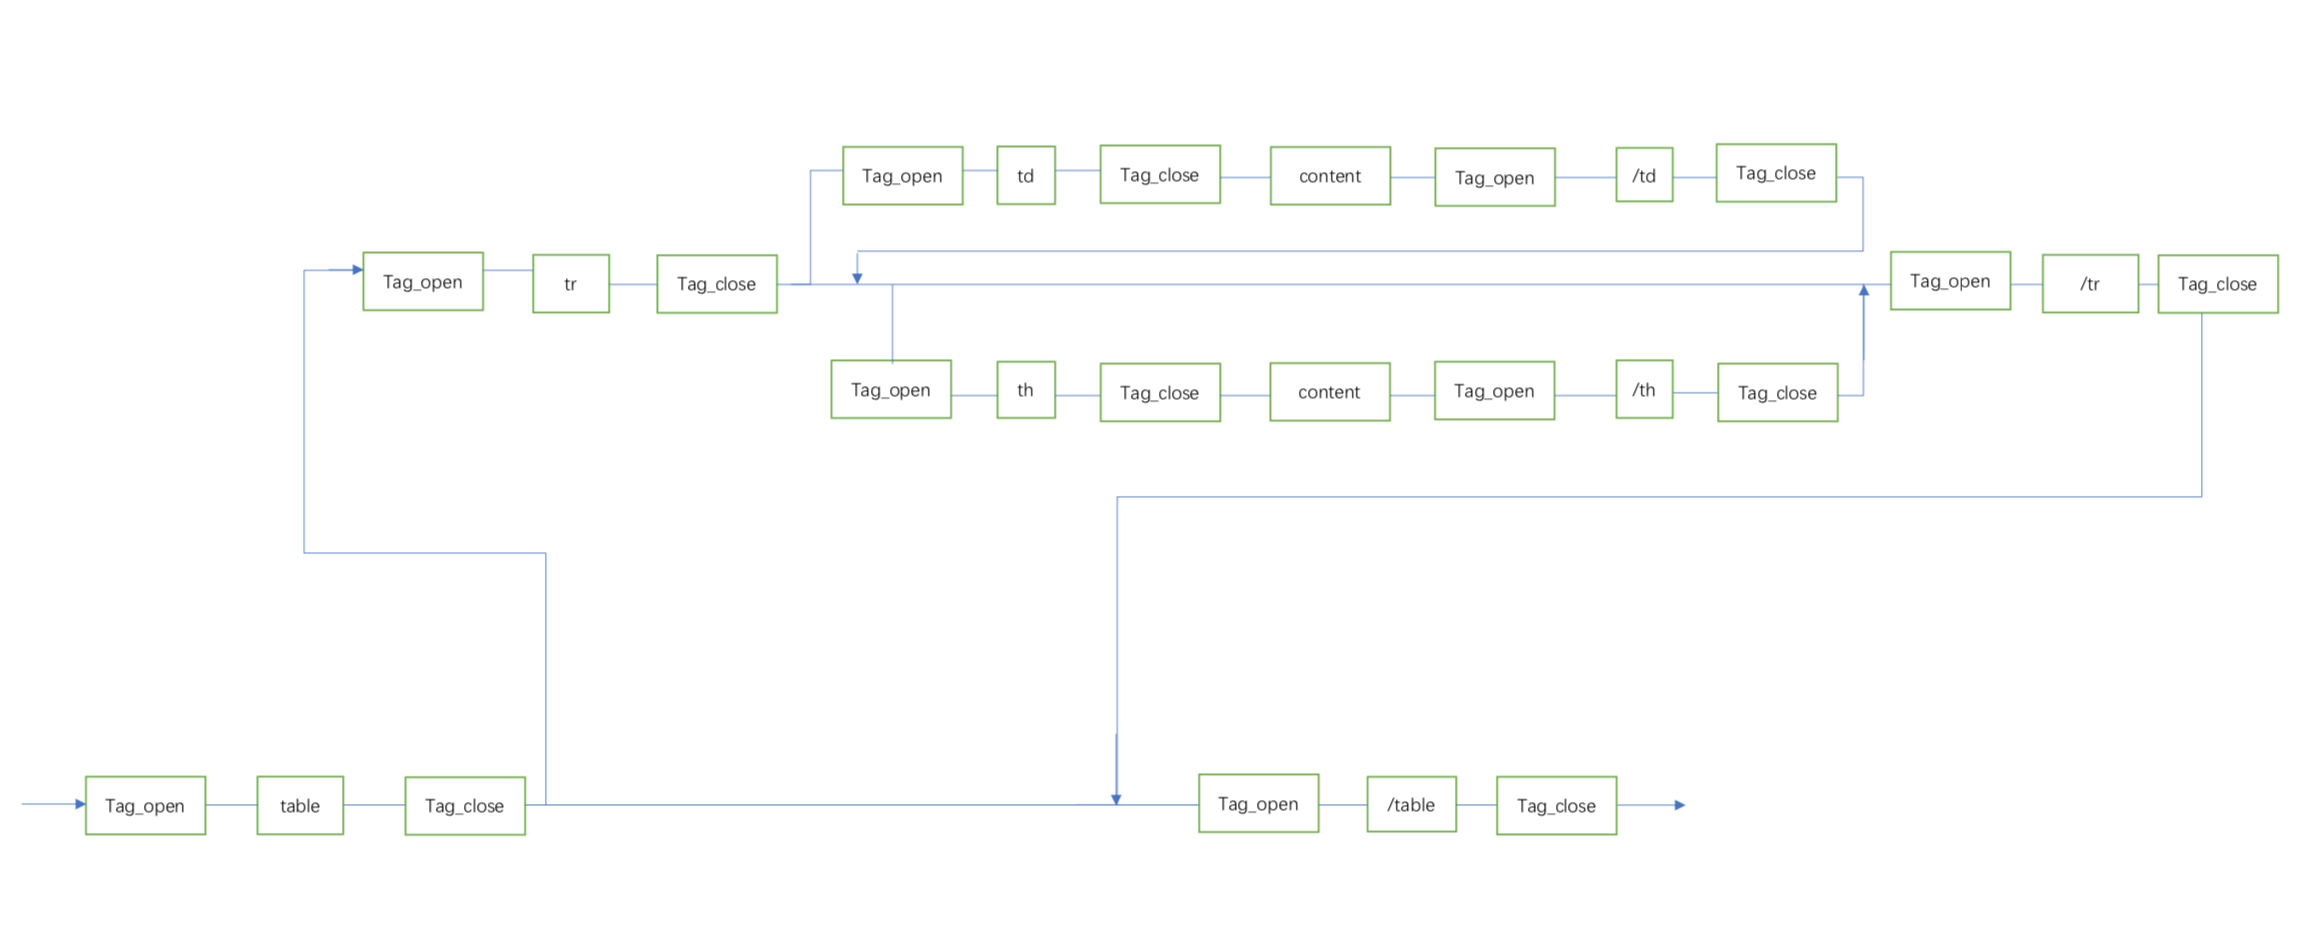 Tag_open td Tag_close content Tag_open /td Tag_close
Tag_open tr Tag_close Tag_open /tr Tag_close
Tag_open th Tag_close content Tag_open /th Tag_close
Tag_open table Tag_close Tag_open /table Tag_close